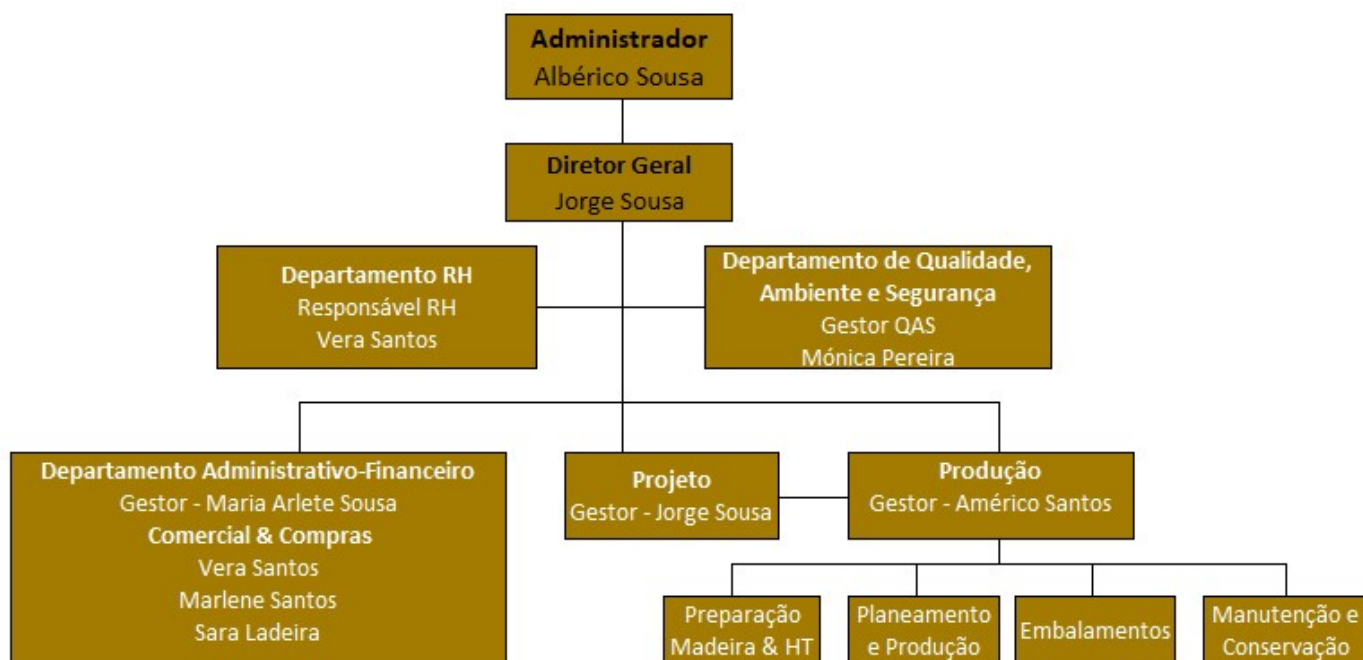 Administrador
Albérico Sousa
Diretor Geral
Jorge Sousa
Departamento RH
Responsável RH
Vera Santos
Departamento de Qualidade,
Ambiente e Segurança
Gestor QAS
Mónica Pereira
Departamento Administrativo-Financeiro
Gestor - Maria Arlete Sousa
Comercial & Compras
Vera Santos
Marlene Santos
Sara Ladeira
Projeto
Gestor - Jorge Sousa
Produção
Gestor - Américo Santos
Preparação
Madeira & HT
Planeamento
e Produção
Embalamentos
Manutenção e
Conservação